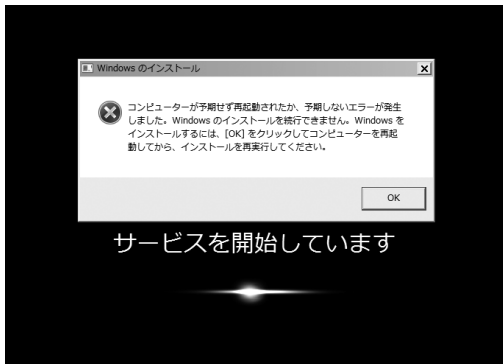 Windows のインストール
コンピューターが予期せず再起動されたか、予期しないエラーが発生
しました。Windows のインストールを続行できません。Windows を
インストールするには、[OK] をクリックしてコンピューターを再起
動してから、インストールを再実行してください。
OK
サービスを開始しています